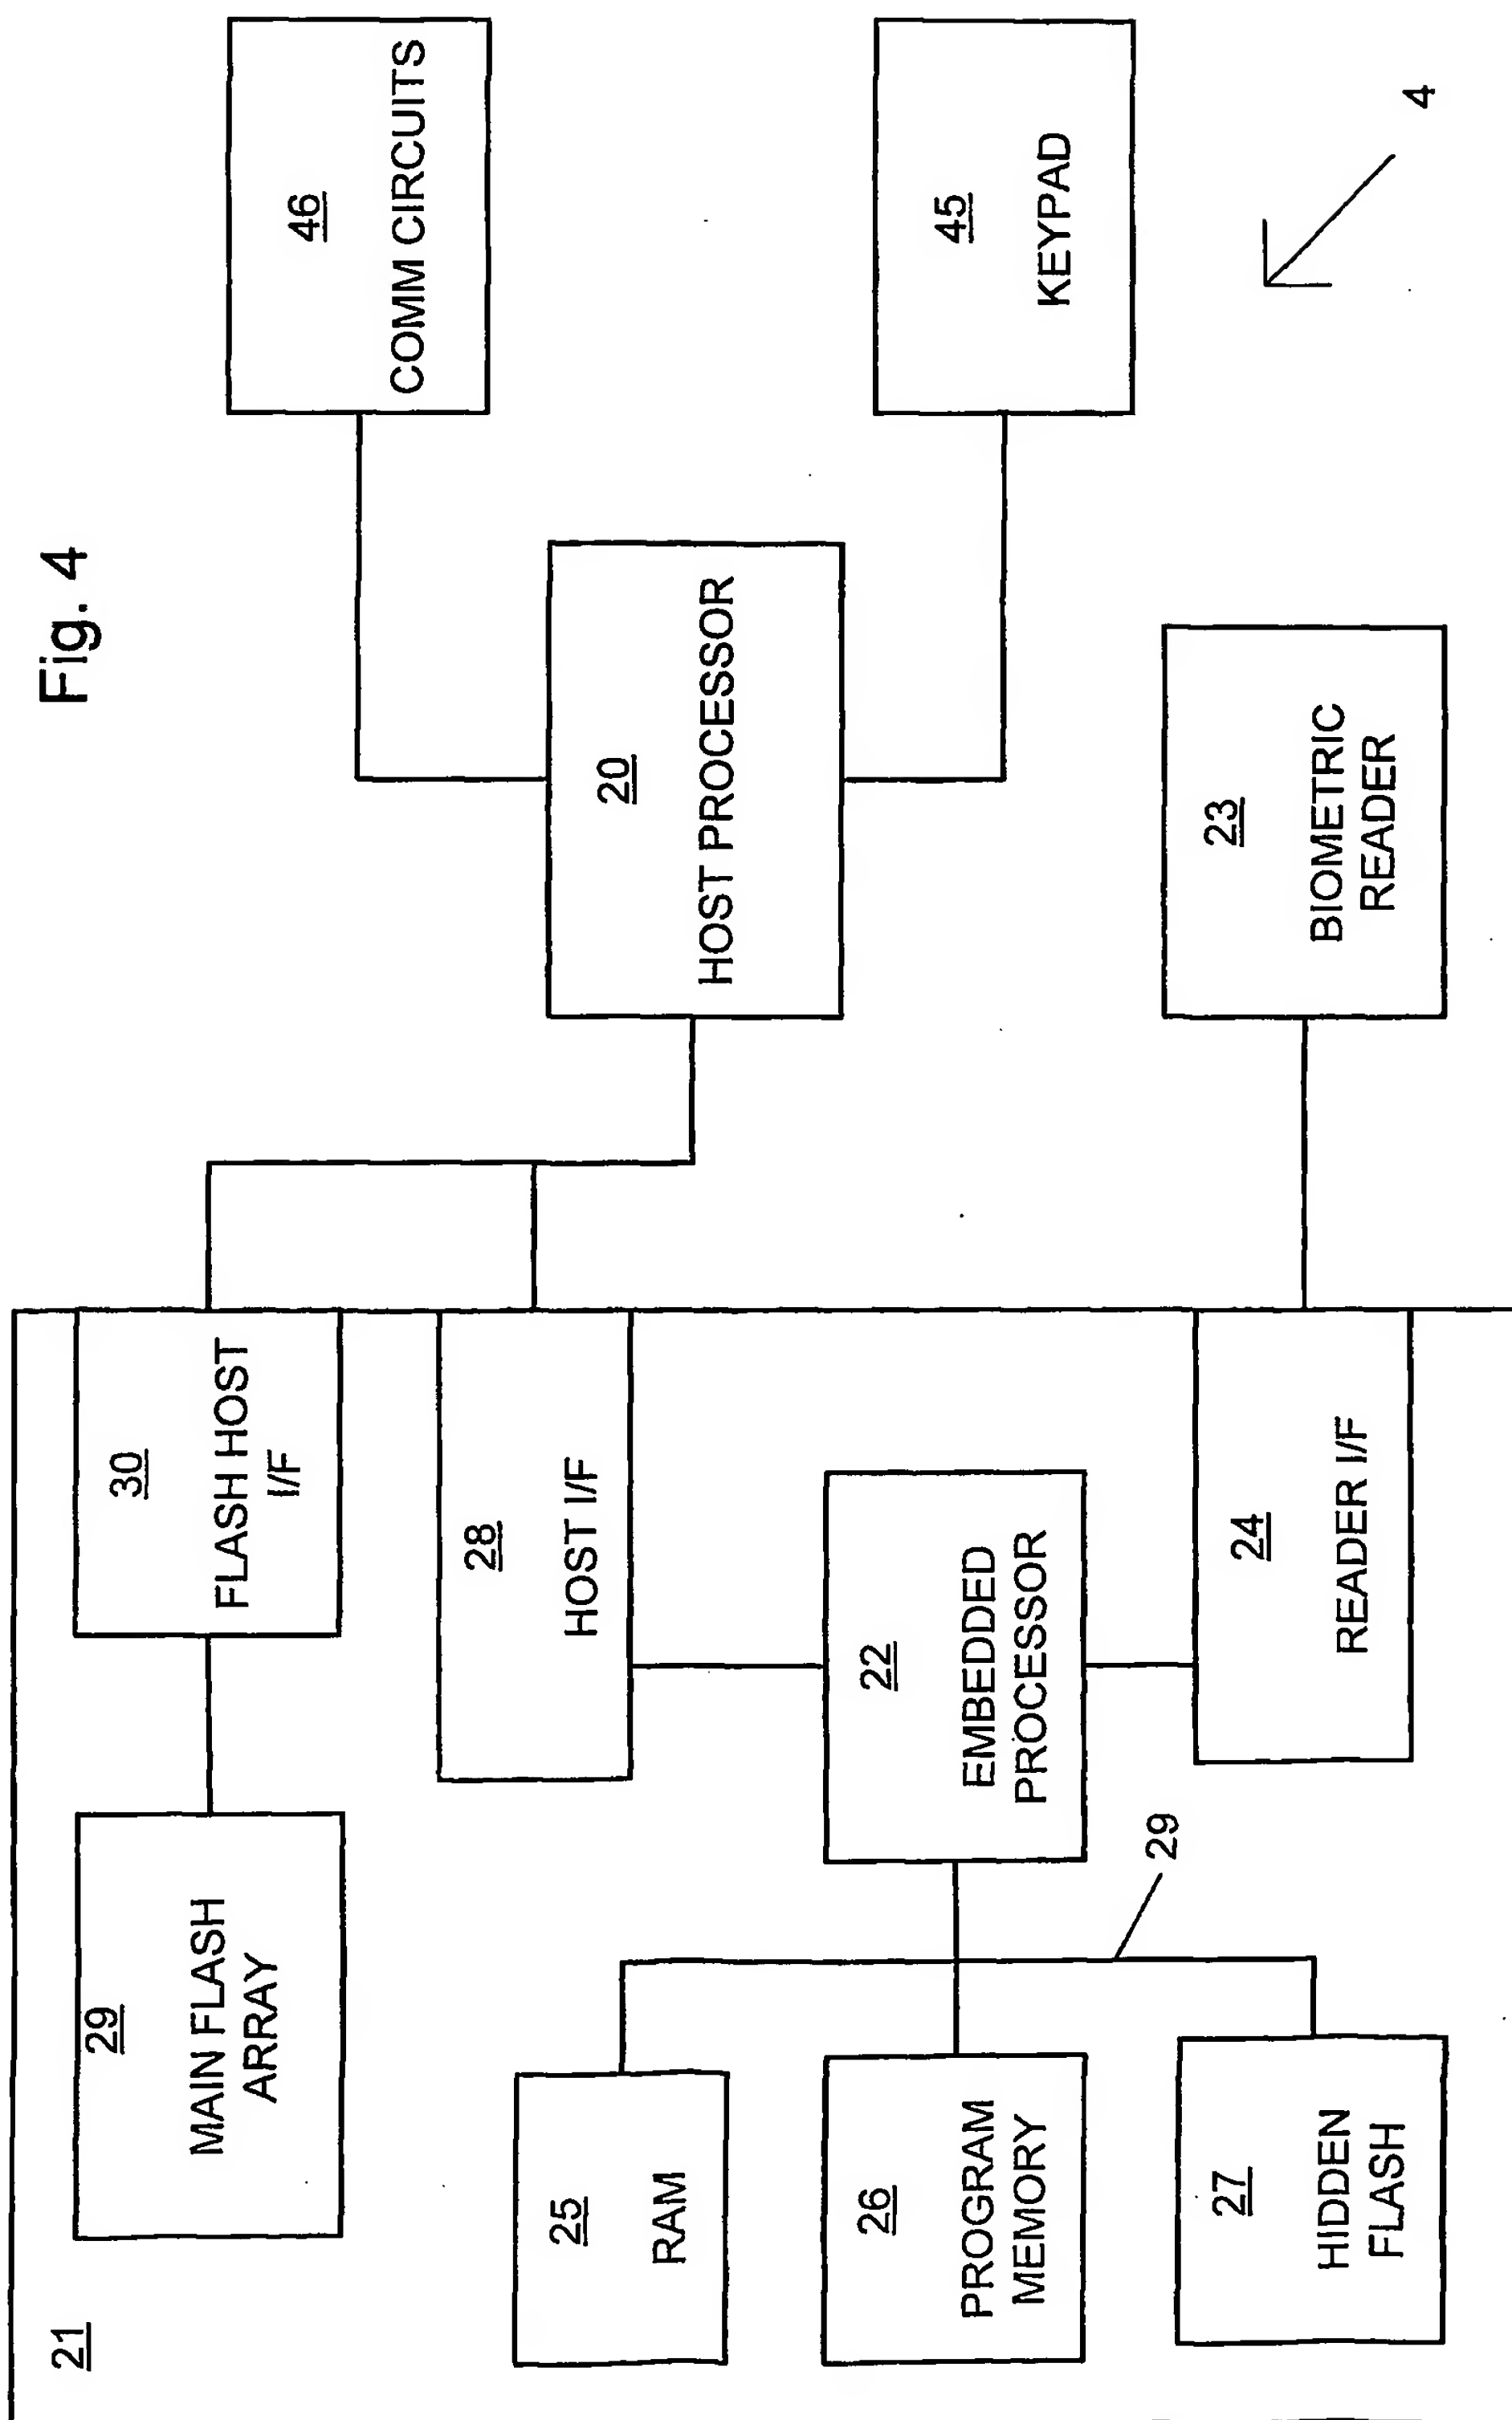 Fig. 4
21
29
MAIN FLASH
ARRAY
30
FLASH HOST
I/F
46
COMM CIRCUITS
25
RAM
28
HOST I/F
20
HOST PROCESSOR
26
PROGRAM
MEMORY
22
EMBEDDED
PROCESSOR
45
KEYPAD
29
27
HIDDEN
FLASH
24
READER I/F
23
BIOMETRIC
READER
4